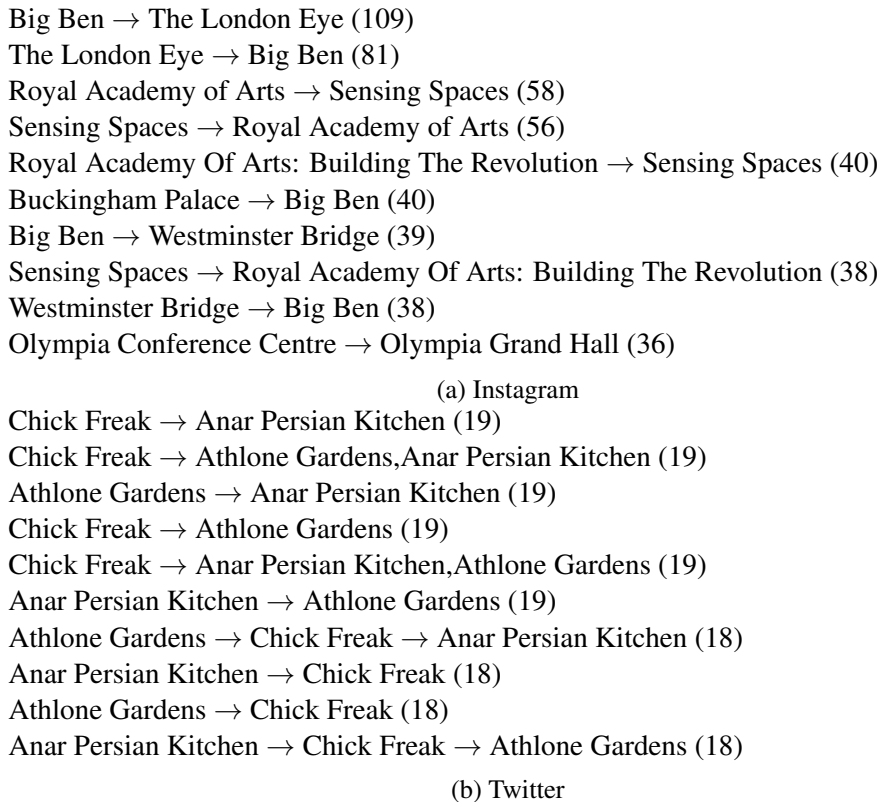 Big Ben → The London Eye (109)
The London Eye → Big Ben (81)
Royal Academy of Arts → Sensing Spaces (58)
Sensing Spaces → Royal Academy of Arts (56)
Royal Academy Of Arts: Building The Revolution → Sensing Spaces (40)
Buckingham Palace → Big Ben (40)
Big Ben → Westminster Bridge (39)
Sensing Spaces → Royal Academy Of Arts: Building The Revolution (38)
Westminster Bridge → Big Ben (38)
Olympia Conference Centre → Olympia Grand Hall (36)
(a) Instagram
Chick Freak → Anar Persian Kitchen (19)
Chick Freak → Athlone Gardens,Anar Persian Kitchen (19)
Athlone Gardens → Anar Persian Kitchen (19)
Chick Freak → Athlone Gardens (19)
Chick Freak → Anar Persian Kitchen,Athlone Gardens (19)
Anar Persian Kitchen → Athlone Gardens (19)
Athlone Gardens → Chick Freak → Anar Persian Kitchen (18)
Anar Persian Kitchen → Chick Freak (18)
Athlone Gardens → Chick Freak (18)
Anar Persian Kitchen → Chick Freak → Athlone Gardens (18)
(b) Twitter